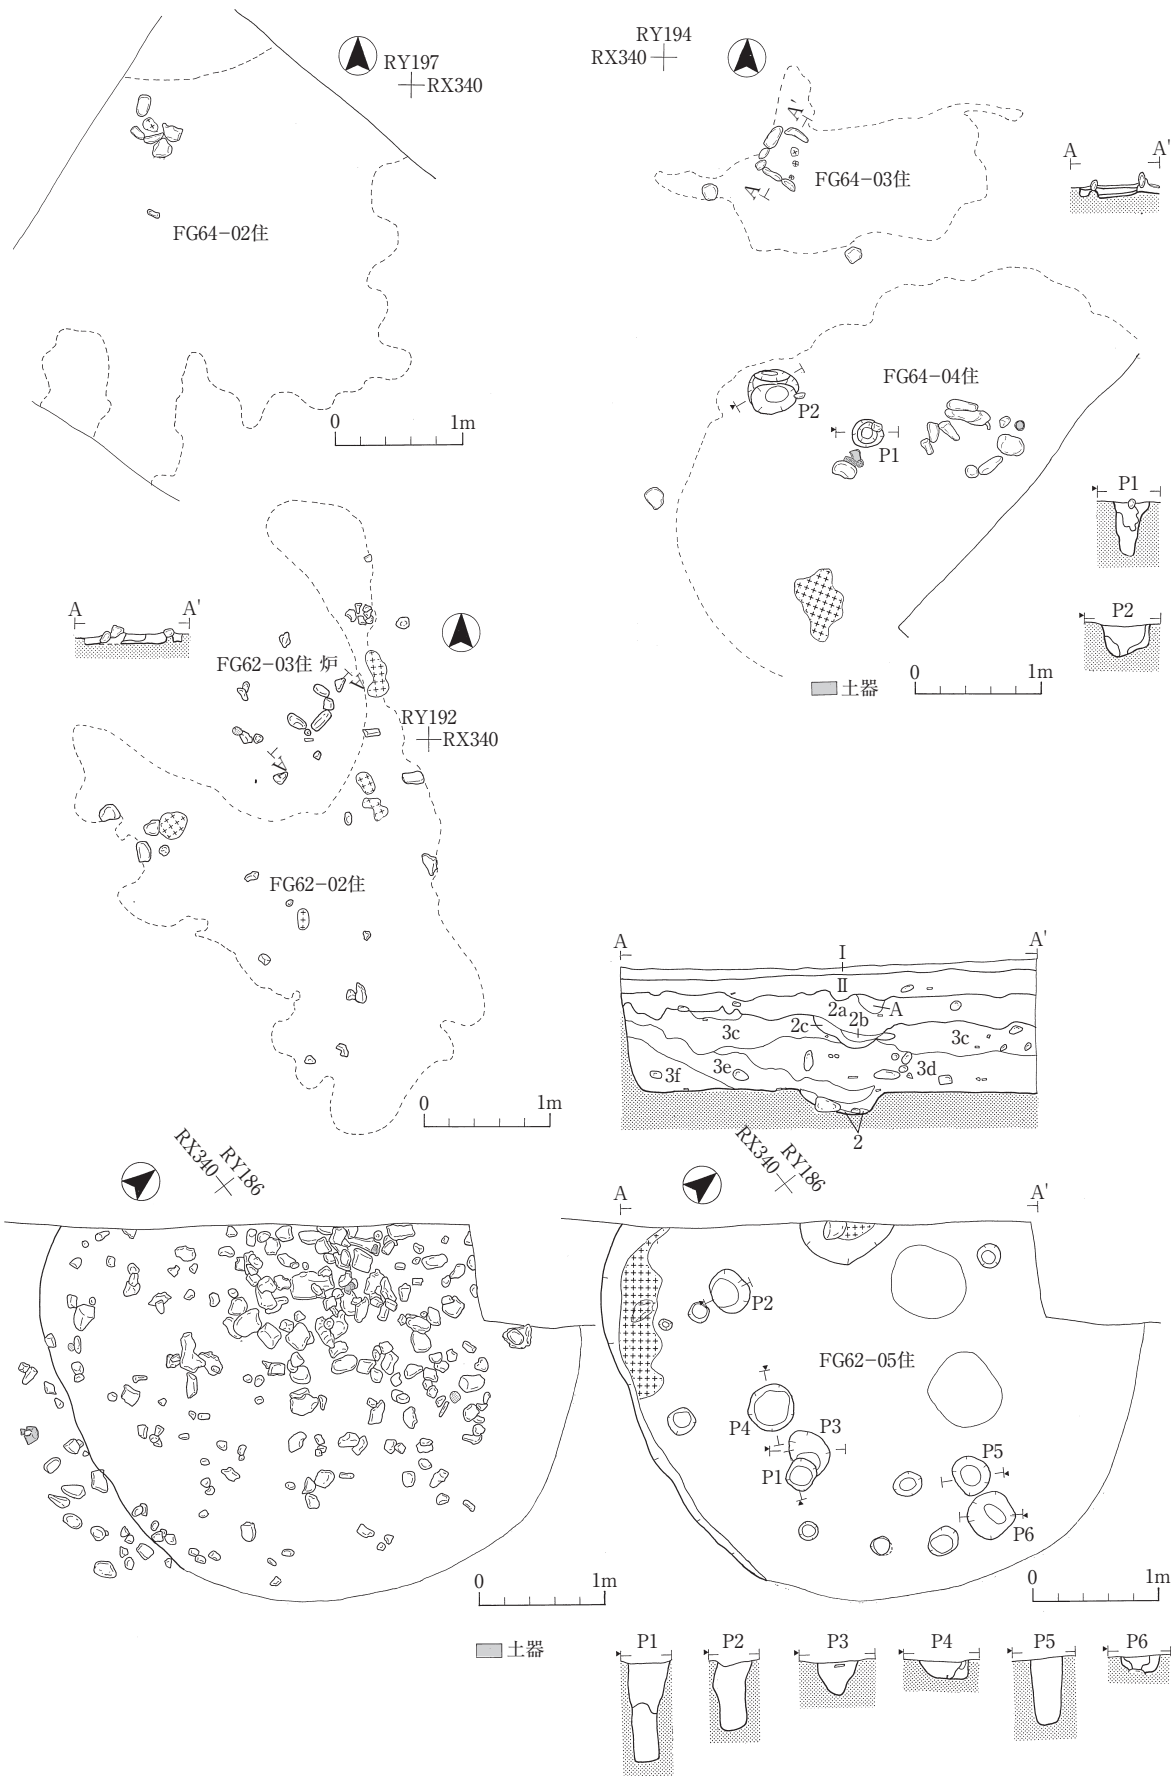 RY197
RX340
FG64-02住
0 1m
RY194
RX340
A'
A
FG64-03住
A A'
FG64-04住
P2
P1
P1
P2
土器
0 1m
A A'
FG62-03住 炉
A'
A
RY192
RX340
FG62-02住
0 1m
A A'
I
II
2a
A
2c
2b
3c
3c
3e
3f
3d
2
RX340
RY186
RX340
RY186
A A'
P2
FG62-05住
P4
P3
P1
P5
P6
0 1m
0 1m
土器
P1 P2 P3 P4 P5 P6